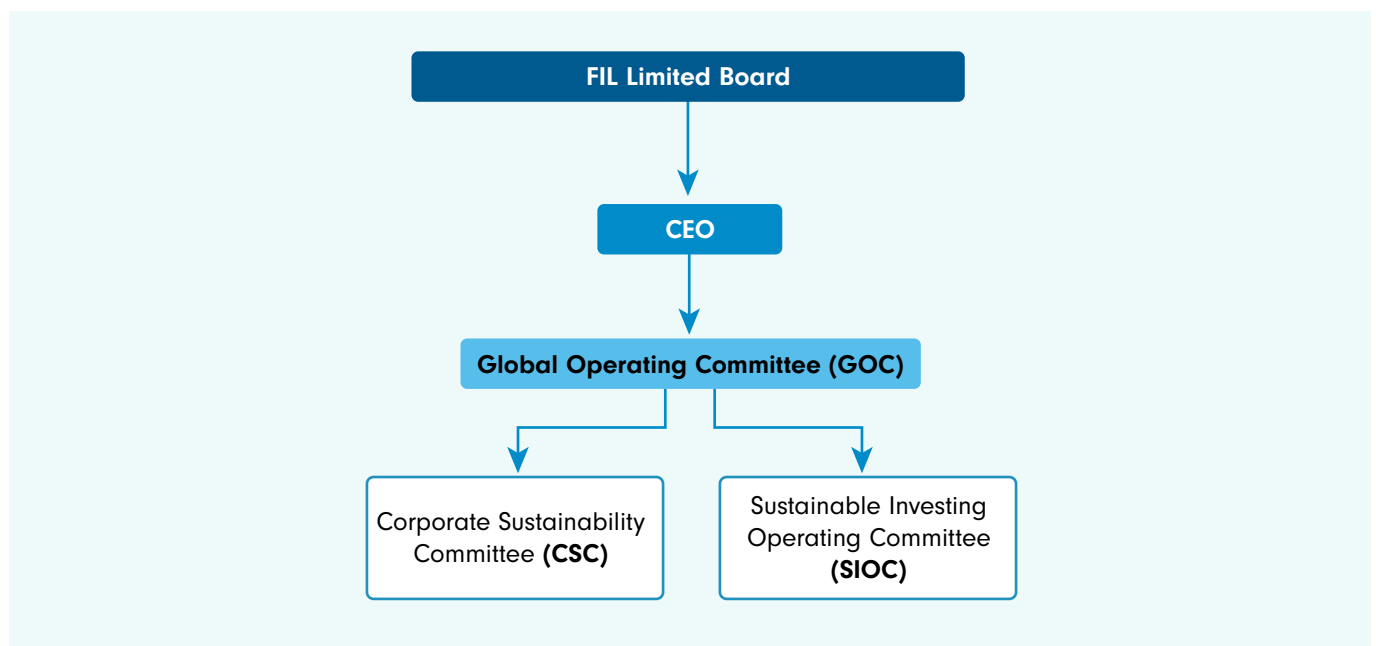 FIL Limited Board
CEO
Global Operating Committee (GOC)
Corporate Sustainability
Committee (CSC)
Sustainable Investing
Operating Committee
(SIOC)